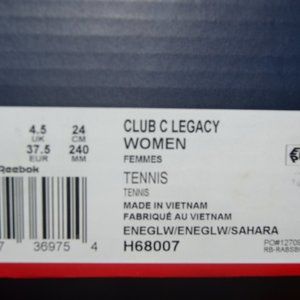 4.5 24
UK CM
37.5 240
EUR MM
Reebok
7 36975 4
CLUB C LEGACY
WOMEN
FEMMES
TENNIS
TENNIS
MADE IN VIETNAM
FABRIQUÉ AU VIETNAM
ENEGLW/ENEGLW/SAHARA
H68007